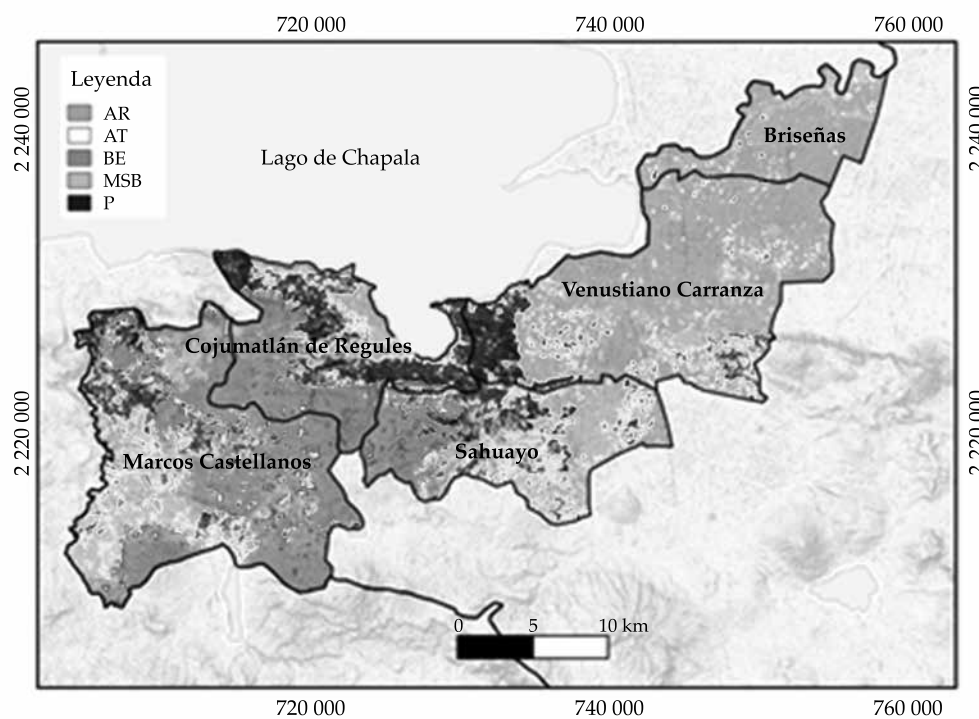 720 000 740 000 760 000
Leyenda
AR
AT
BE
MSB
P
2 240 000
2 240 000
Lago de Chapala
Briseñas
Venustiano Carranza
Cojumatlán de Regules
2 220 000
2 220 000
Sahuayo
Marcos Castellanos
0 5 10 km
720 000 740 000 760 000